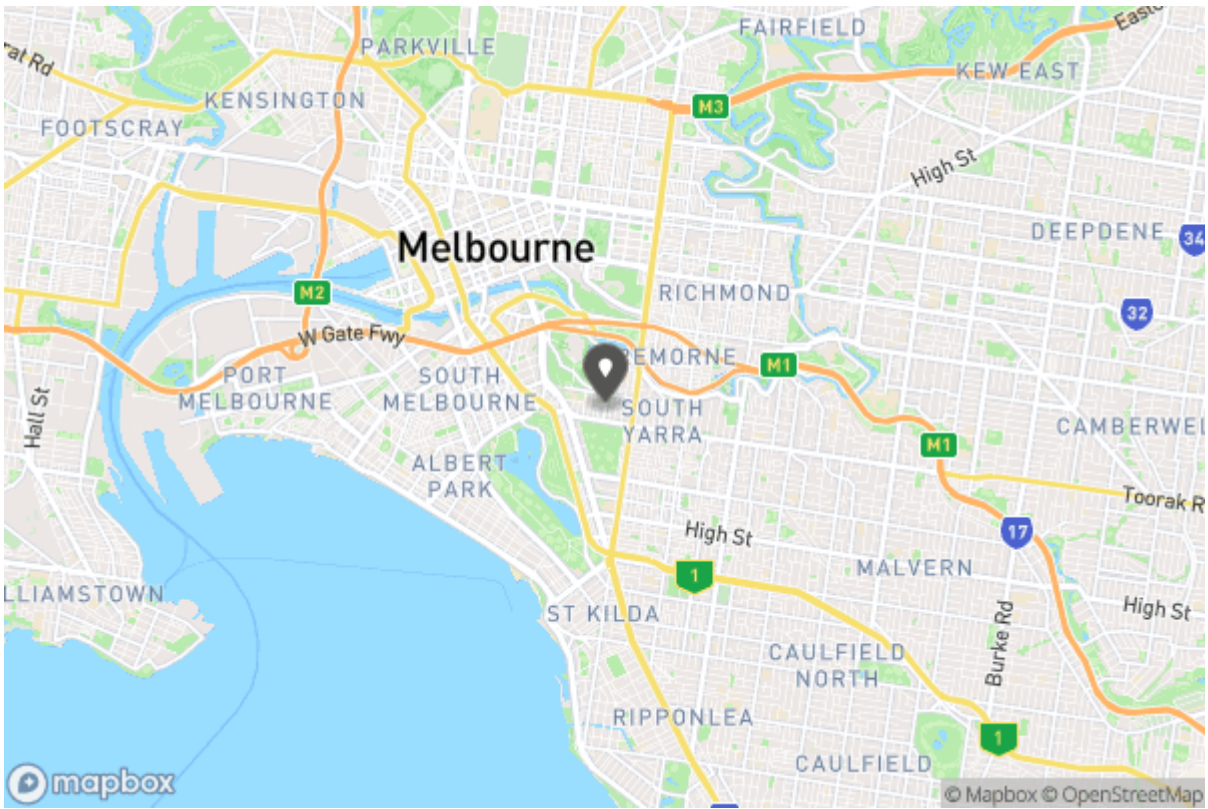 PARKVILLE
FAIRFIELD
KEW EAST
rat Rd
KENSINGTON
FOOTSCRAY
M3
High St
DEEPDENE
34
Melbourne
M2
RICHMOND
32
W Gate Fwy
REMORNE
M1
PORT
MELBOURNE
SOUTH
MELBOURNE
SOUTH
YARRA
Hall St
CAMBERWEL
M1
ALBERT
PARK
Toorak R
17
High St
1
MALVERN
LLIAMSTOWN
ST KILDA
High St
Burke Rd
CAULFIELD
NORTH
RIPPONLEA
1
CAULFIELD
mapbox
© Mapbox © OpenStreetMap